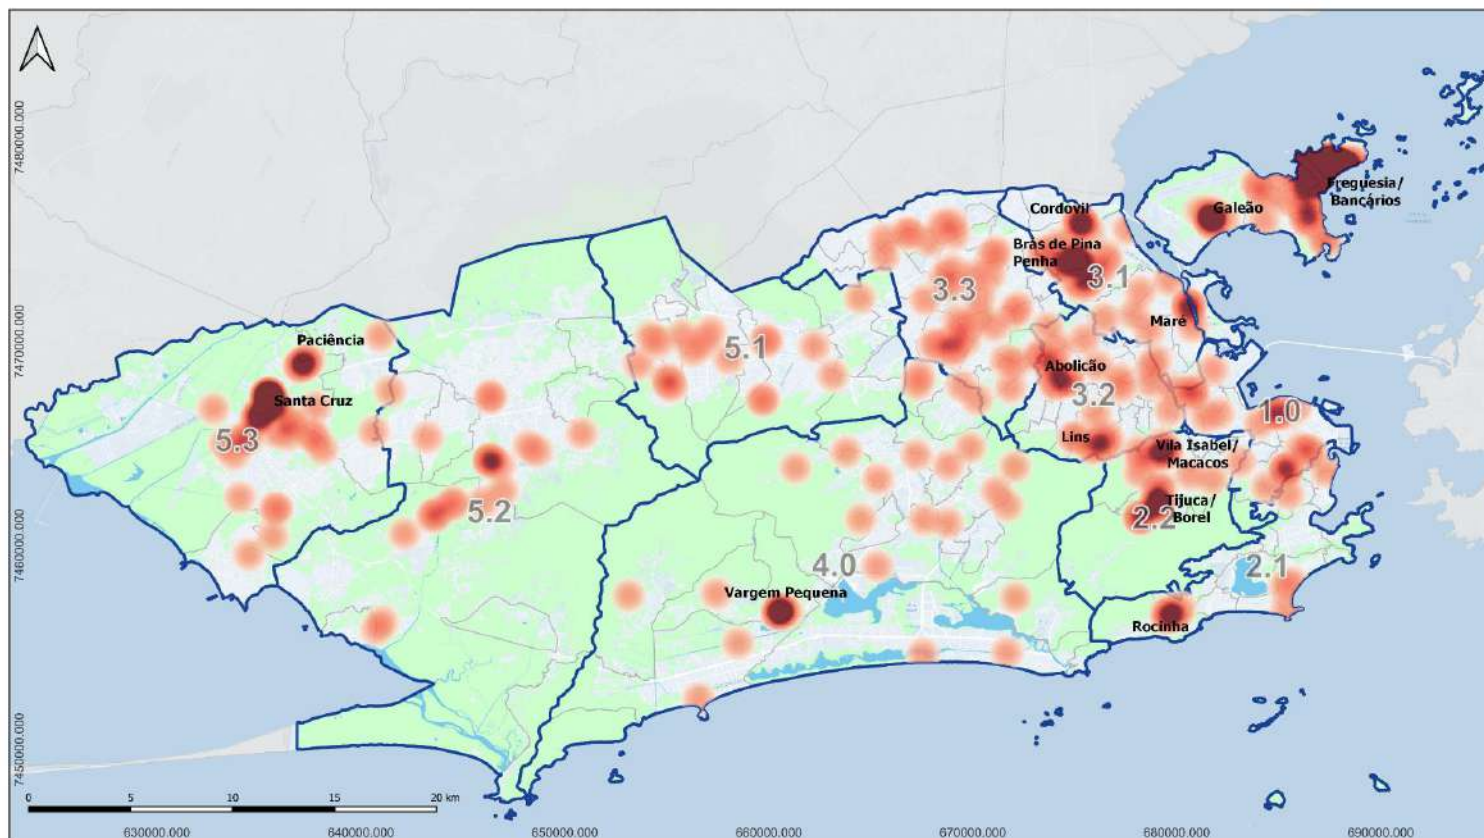 7480000.000
7470000.000
7460000.000
7450000.000
Freguesia/
Bancários
Galeão
Cordovil
Brás de Pina
Penha
3.1
3.3
Maré
Paciência
5.1
Abolicão
3.2
Santa Cruz
1.0
5.3
Lins
Vila Isabel/
Macacos
5.2
Tijuca/
Borel
2.2
4.0
2.1
Vargem Pequena
Rocinha
0
5
10
15
20 km
630000.000
640000.000
650000.000
660000.000
670000.000
680000.000
690000.000